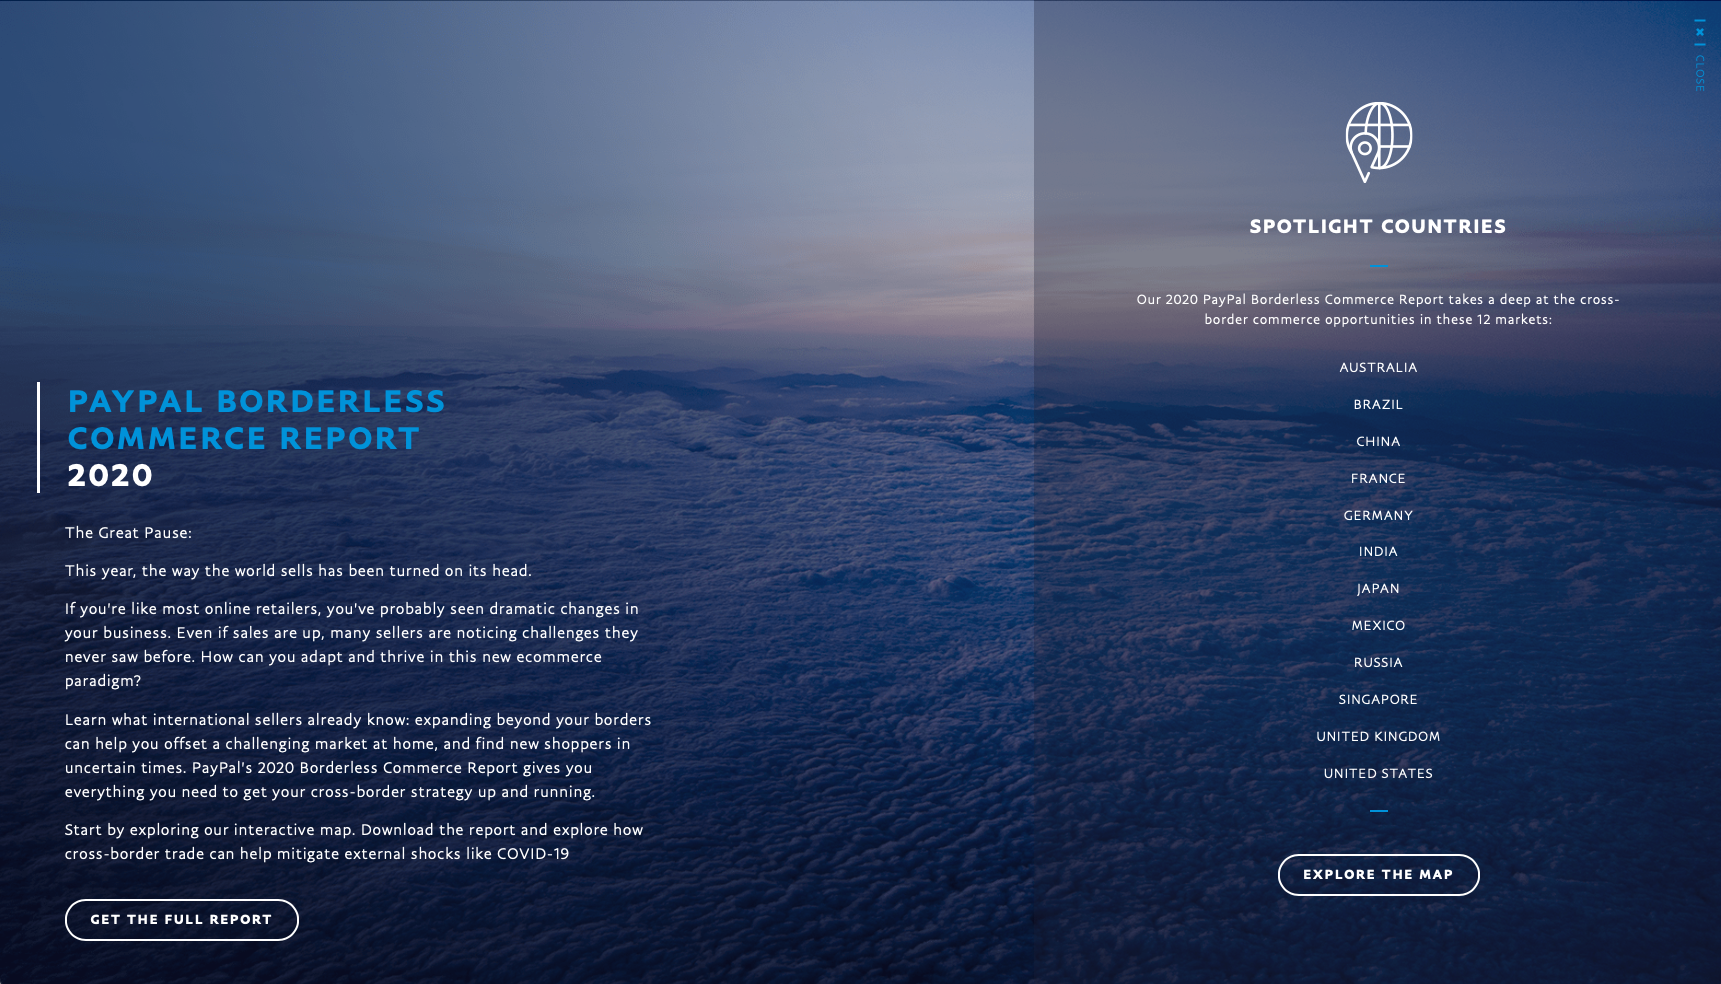 PAYPAL BORDERLESS
COMMERCE REPORT
2020
The Great Pause:
This year, the way the world sells has been turned on its head.
If you're like most online retailers, you've probably seen dramatic changes in
your business. Even if sales are up, many sellers are noticing challenges they
never saw before. How can you adapt and thrive in this new ecommerce
paradigm?
Learn what international sellers already know: expanding beyond your borders
can help you offset a challenging market at home, and find new shoppers in
uncertain times. PayPal's 2020 Borderless Commerce Report gives you
everything you need to get your cross-border strategy up and running.
Start by exploring our interactive map. Download the report and explore how
cross-border trade can help mitigate external shocks like COVID-19
GET THE FULL REPORT
CLOSE
SPOTLIGHT COUNTRIES
Our 2020 PayPal Borderless Commerce Report takes a deep at the cross-
border commerce opportunities in these 12 markets:
AUSTRALIA
BRAZIL
CHINA
FRANCE
GERMANY
INDIA
JAPAN
MEXICO
RUSSIA
SINGAPORE
UNITED KINGDOM
UNITED STATES
EXPLORE THE MAP